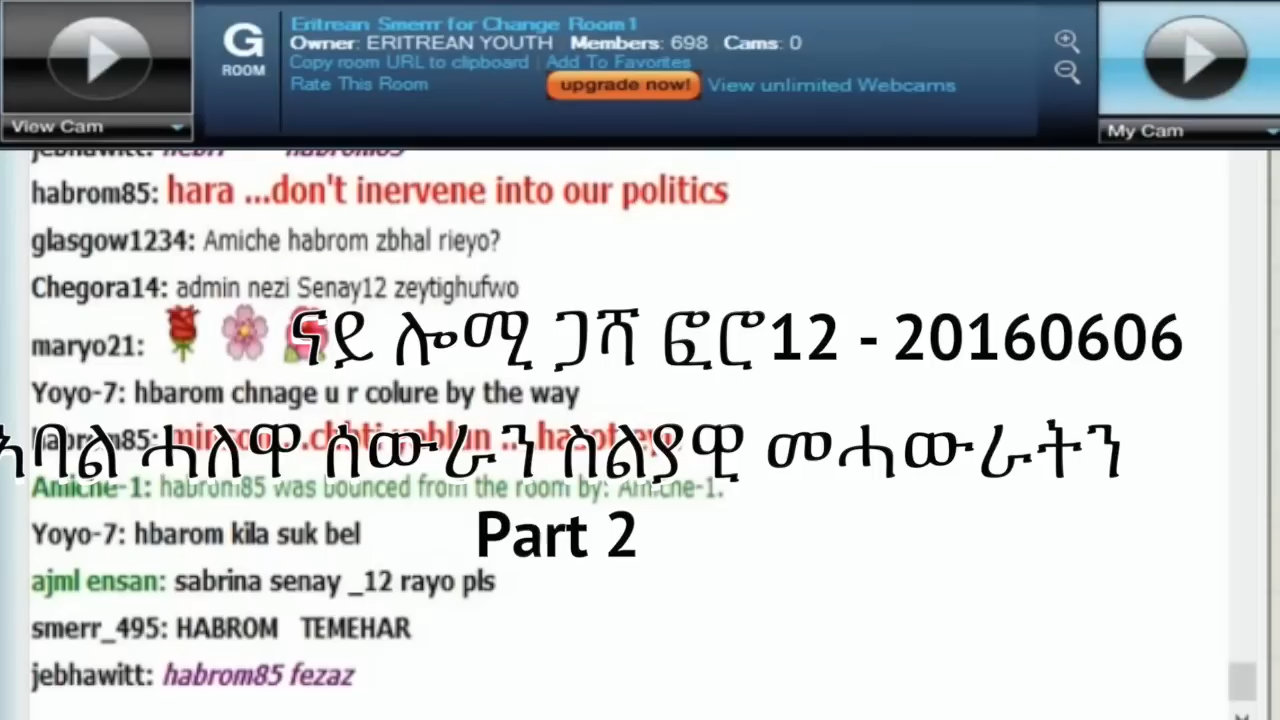 Eritrean Smerr for Change Room1
G
ROOM
Owner: ERITREAN YOUTH Members: 698 Cams: 0
Copy room URL to clipboard | Add To Favorites
Rate This Room
upgrade now! View unlimited Webcams
View Cam
My Cam
jebhawitt: habrom85
habrom85: hara ...don't inervene into our politics
glasgow1234: Amiche habrom zbhal rieyo?
Chegora14: admin nezi Senay12 zeytighufwo
maryo21:
ናይ ሎሚ ጋሻ ፎሮ12 - 20160606
Yoyo-7: hbarom chnage u r colure by the way
habrom85:
ኣባል ሓለዋ ሰውራን ስልያዊ መሓውራትን
Amiche-1: habrom85 was bounced from the room by: Amiche-1.
Yoyo-7: hbarom kila suk bel
Part 2
ajml ensan: sabrina senay _12 rayo pls
smerr_495: HABROM TEMEHAR
jebhawitt: habrom85 fezaz